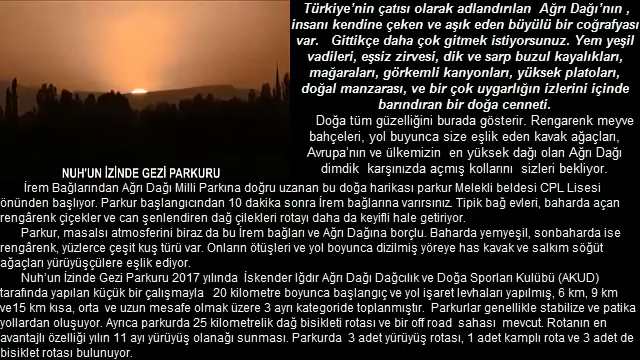 Türkiye’nin çatısı olarak adlandırılan Ağrı Dağı’nın ,
insanı kendine çeken ve aşık eden büyülü bir coğrafyası
var. Gittikçe daha çok gitmek istiyorsunuz. Yem yeşil
vadileri, eşsiz zirvesi, dik ve sarp buzul kayalıkları,
mağaraları, görkemli kanyonları, yüksek platoları,
doğal manzarası, ve bir çok uygarlığın izlerini içinde
barındıran bir doğa cenneti.
Doğa tüm güzelliğini burada gösterir. Rengarenk meyve
bahçeleri, yol buyunca size eşlik eden kavak ağaçları,
Avrupa’nın ve ülkemizin en yüksek dağı olan Ağrı Dağı
dimdik karşınızda açmış kollarını sizleri bekliyor.
NUH'UN İZİNDE GEZİ PARKURU
İrem Bağlarından Ağrı Dağı Milli Parkına doğru uzanan bu doğa harikası parkur Melekli beldesi CPL Lisesi
önünden başlıyor. Parkur başlangıcından 10 dakika sonra İrem bağlarına varırsınız. Tipik bağ evleri, baharda açan
rengârenk çiçekler ve can şenlendiren dağ çilekleri rotayı daha da keyifli hale getiriyor.
Parkur, masalsı atmosferini biraz da bu İrem bağları ve Ağrı Dağına borçlu. Baharda yemyeşil, sonbaharda ise
rengârenk, yüzlerce çeşit kuş türü var. Onların ötüşleri ve yol boyunca dizilmiş yöreye has kavak ve salkım söğüt
ağaçları yürüyüşçülere eşlik ediyor.
Nuh’un İzinde Gezi Parkuru 2017 yılında İskender Iğdır Ağrı Dağı Dağcılık ve Doğa Sporları Kulübü (AKUD)
tarafında yapılan küçük bir çalışmayla 20 kilometre boyunca başlangıç ve yol işaret levhaları yapılmış, 6 km, 9 km
ve15 km kısa, orta ve uzun mesafe olmak üzere 3 ayrı kategoride toplanmıştır. Parkurlar genellikle stabilize ve patika
yollardan oluşuyor. Ayrıca parkurda 25 kilometrelik dağ bisikleti rotası ve bir off road sahası mevcut. Rotanın en
avantajlı özelliği yılın 11 ayı yürüyüş olanağı sunması. Parkurda 3 adet yürüyüş rotası, 1 adet kamplı rota ve 3 adet de
bisiklet rotası bulunuyor.